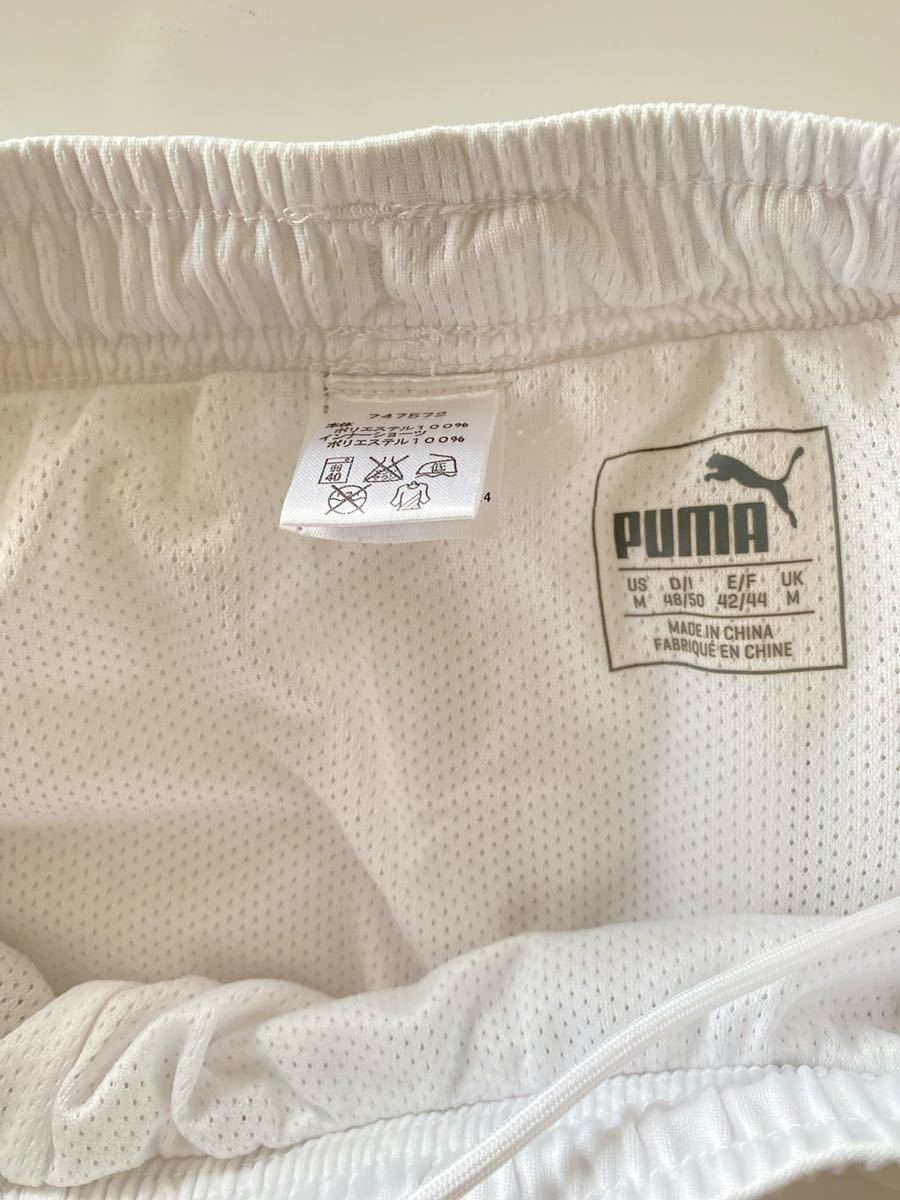 747572
本体
ポリエステル100%
インナーショーツ
ポリエステル100%
40
低
4
PUMA
US D/I E/F UK
M 48/50 42/44 M
MADE IN CHINA
FABRIQUÉ EN CHINE